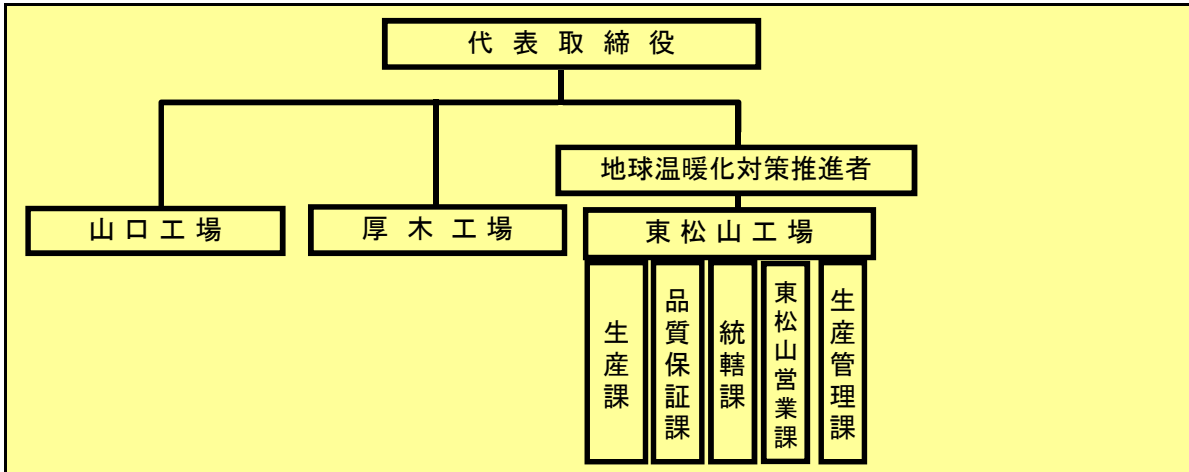 代表取締役
地球温暖化対策推進者
山口工場
厚木工場
東松山工場
生産課
品質保証課
統轄課
東松山営業課
生産管理課